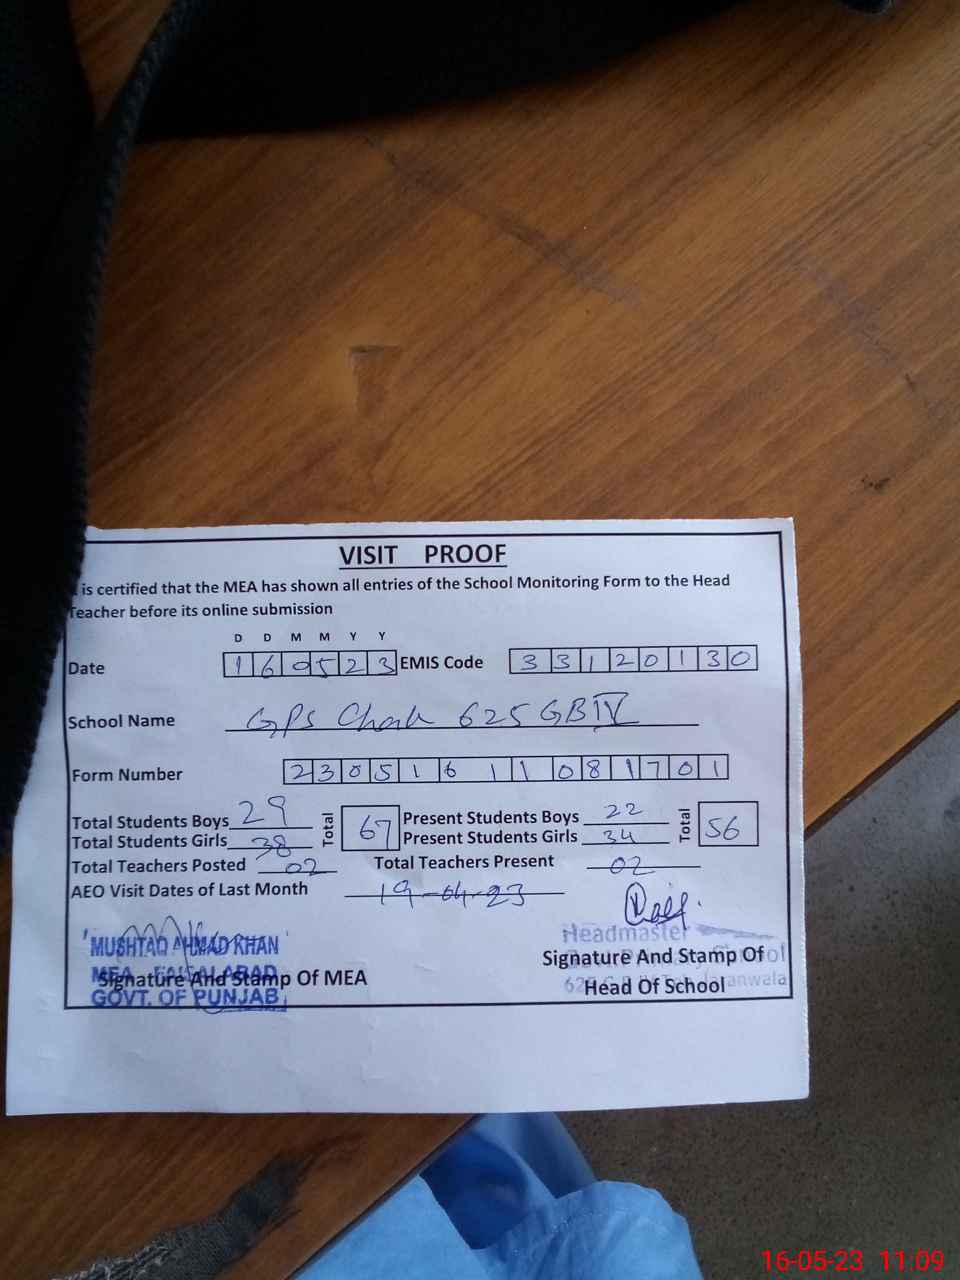 VISIT PROOF
is certified that the MEA has shown all entries of the School Monitoring Form to the Head
Teacher before its online submission
D D M M Y Y
Date 160523 EMIS Code 33120130
School Name GPS Chak 625 GB IV
Form Number 23051611081701
Total Students Boys 29 Total 67 Present Students Boys 22 Total 56
Total Students Girls 38 Present Students Girls 34
Total Teachers Posted 02 Total Teachers Present 02
AEO Visit Dates of Last Month 19-04-23
MUSHTAQ AHMAD KHAN
MEA FAISALABAD
GOVT. OF PUNJAB
Signature And Stamp Of MEA
Headmaster
Signature And Stamp Of
Head Of School
16-05-23 11:09